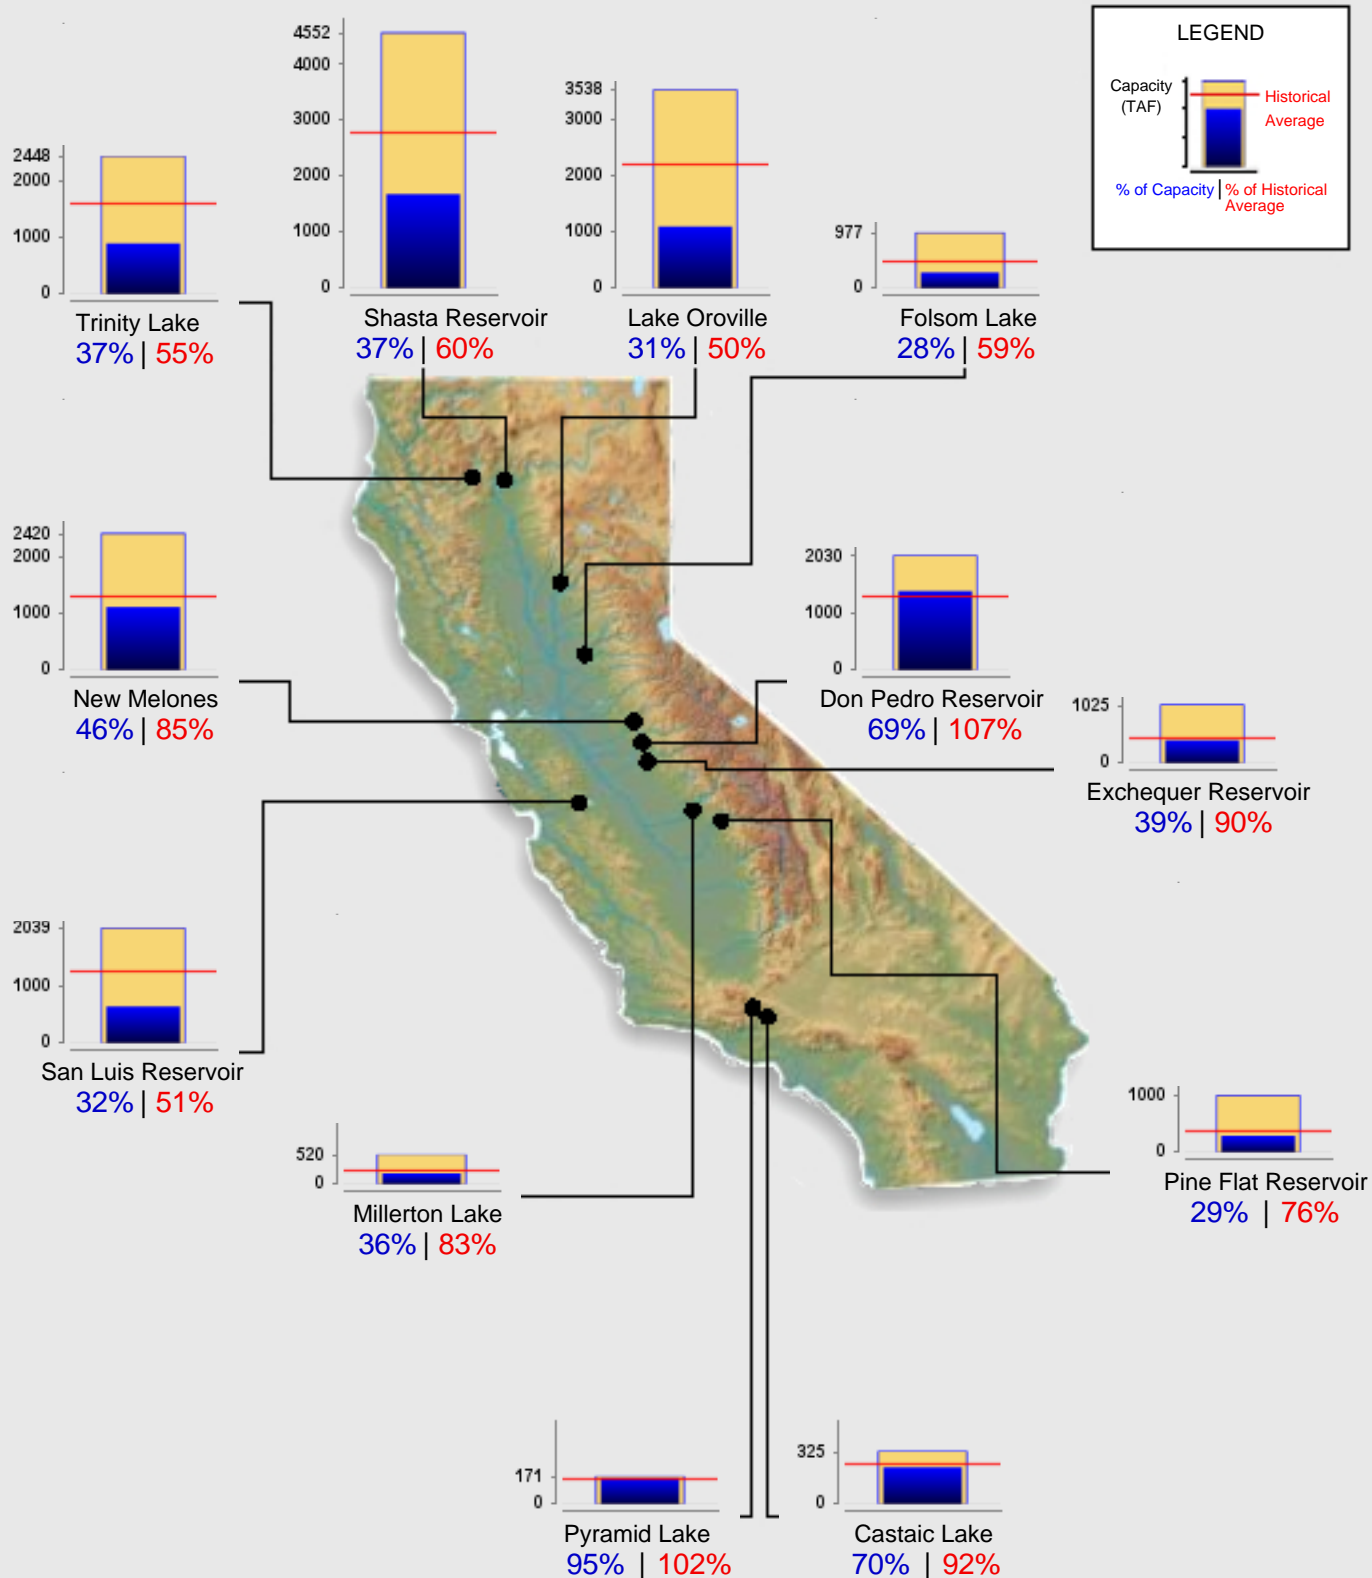 LEGEND
Capacity
(TAF)
Historical
Average
% of Capacity | % of Historical
Average
4552
4000
3000
2000
1000
0
Shasta Reservoir
37% | 60%
3538
3000
2000
1000
0
Lake Oroville
31% | 50%
2448
2000
1000
0
Trinity Lake
37% | 55%
977
0
Folsom Lake
28% | 59%
2420
2000
1000
0
New Melones
46% | 85%
2030
1000
0
Don Pedro Reservoir
69% | 107%
1025
0
Exchequer Reservoir
39% | 90%
2039
1000
0
San Luis Reservoir
32% | 51%
520
0
Millerton Lake
36% | 83%
1000
0
Pine Flat Reservoir
29% | 76%
171
0
Pyramid Lake
95% | 102%
325
0
Castaic Lake
70% | 92%